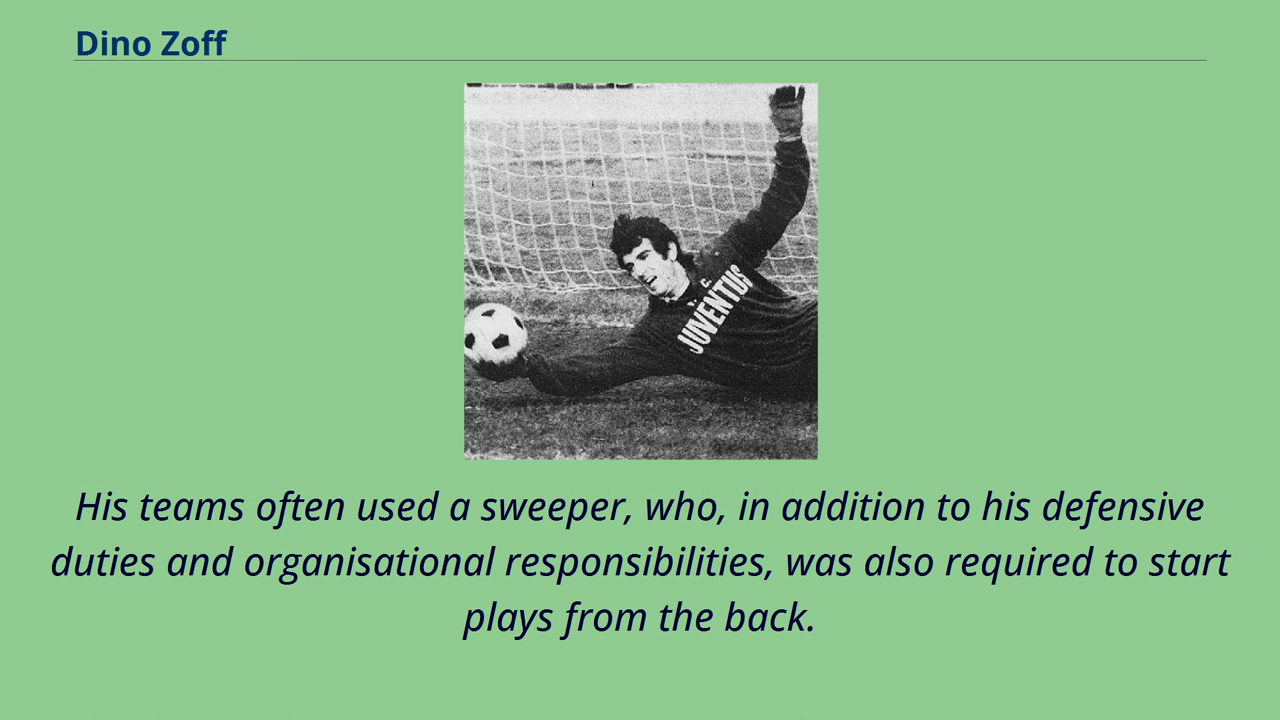 Dino Zoff
JUVENTUS
His teams often used a sweeper, who, in addition to his defensive
duties and organisational responsibilities, was also required to start
plays from the back.